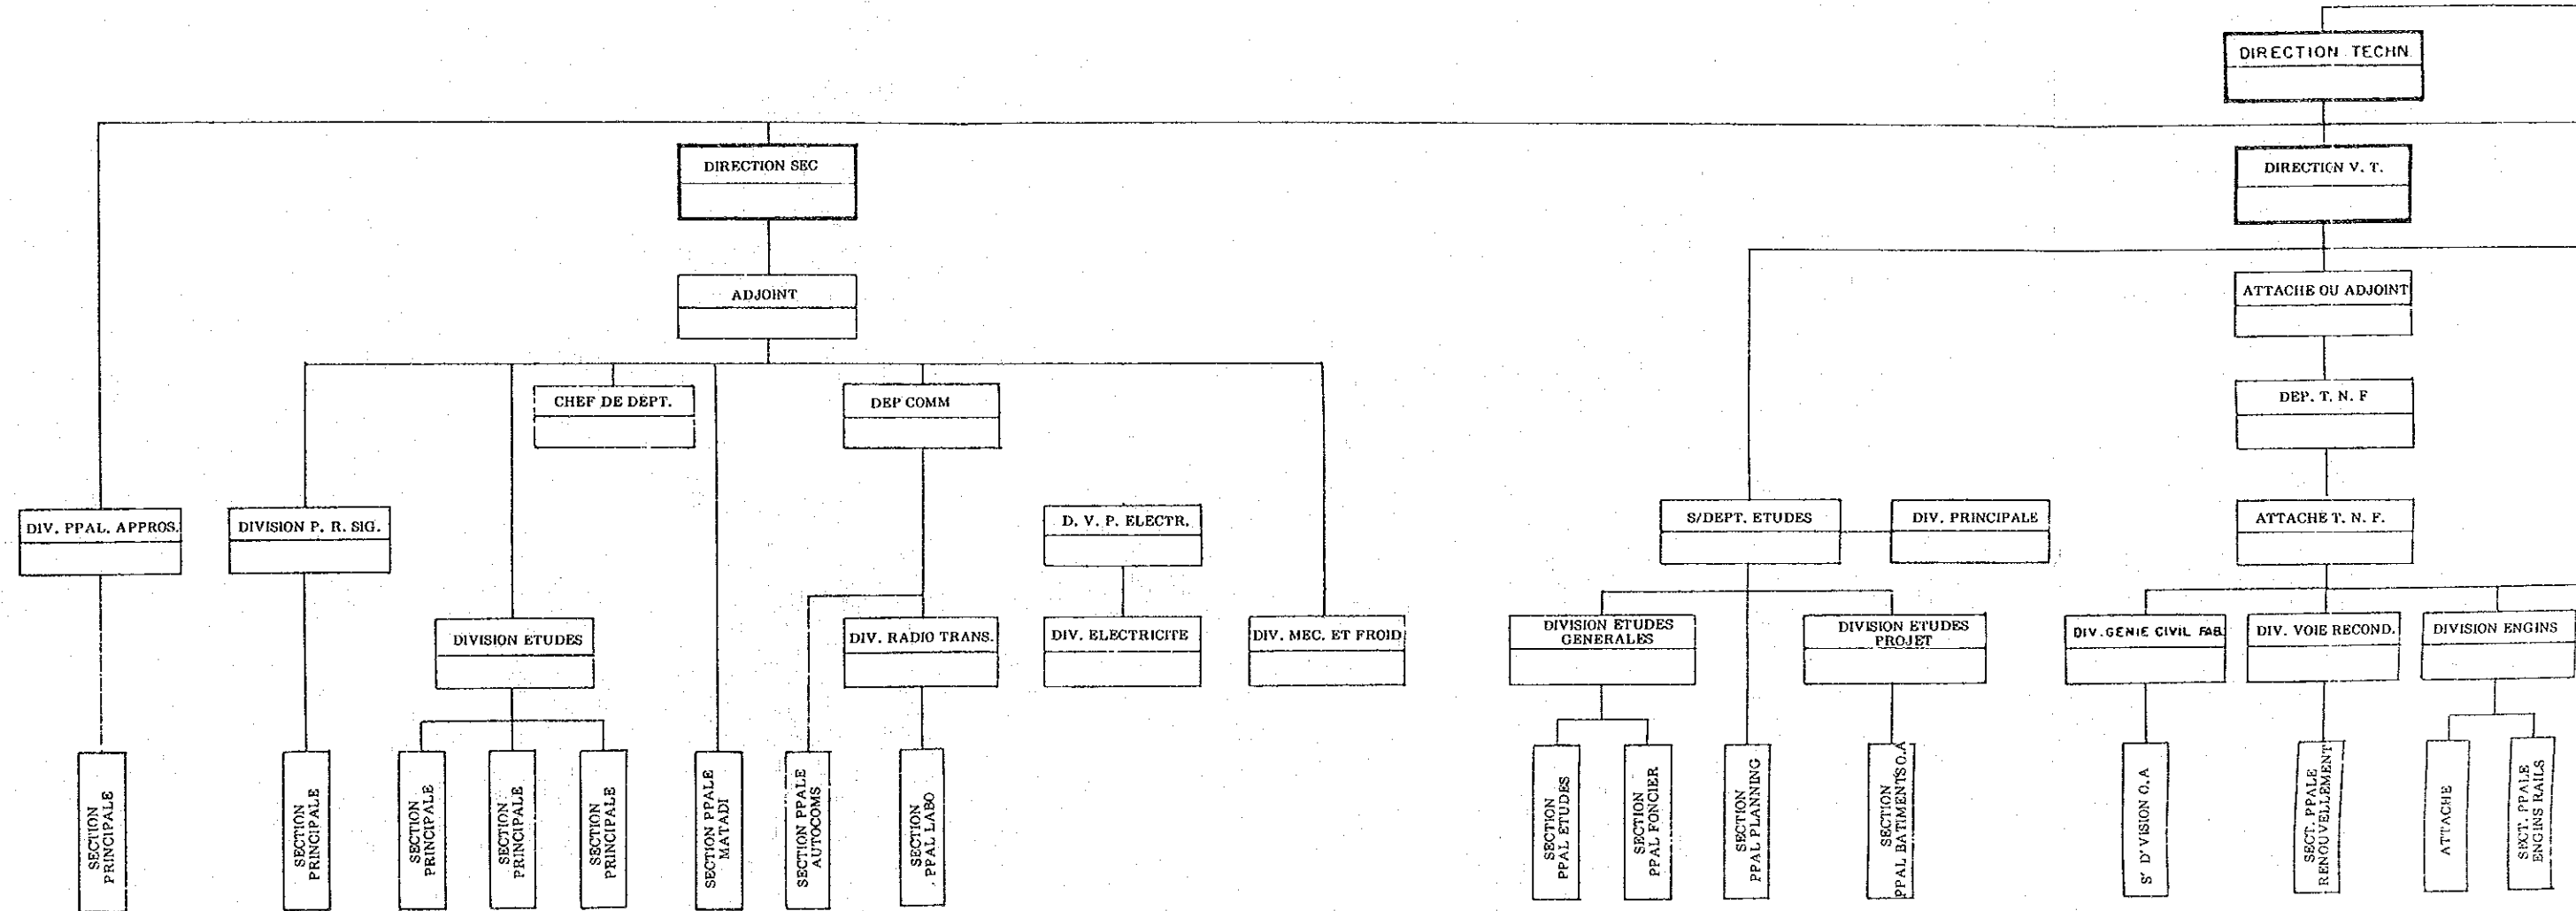 DIRECTION TECHN.
DIRECTION SEC
DIRECTION V. T.
ADJOINT
ATTACHE OU ADJOINT
CHEF DE DEPT.
DEP COMM
DEP. T. N. F
DIV. PPAL. APPROS.
DIVISION P. R. SIG.
D. V. P. ELECTR.
S/DEPT. ETUDES
DIV. PRINCIPALE
ATTACHE T. N. F.
DIVISION ETUDES
DIV. RADIO TRANS.
DIV. ELECTRICITE
DIV. MEC. ET FROID
DIVISION ETUDES
GENERALES
DIVISION ETUDES
PROJET
DIV. GENIE CIVIL FAB.
DIV. VOIE RECOND.
DIVISION ENGINS
SECTION
PRINCIPALE
SECTION
PRINCIPALE
SECTION
PRINCIPALE
SECTION
PRINCIPALE
SECTION
PRINCIPALE
SECTION PPALE
MATADI
SECTION PPALE
AUTOCOMS.
SECTION
PPAL LABO
SECTION
PPAL ETUDES
SECTION
PPAL FONCIER
SECTION
PPAL PLANNING
SECTION
PPAL BATIMENTS O.A
S' D'VISION O.A
SECT. PPALE
RENOUVELLEMENT
ATTACHE
SECT. PPALE
ENGINS RAILS